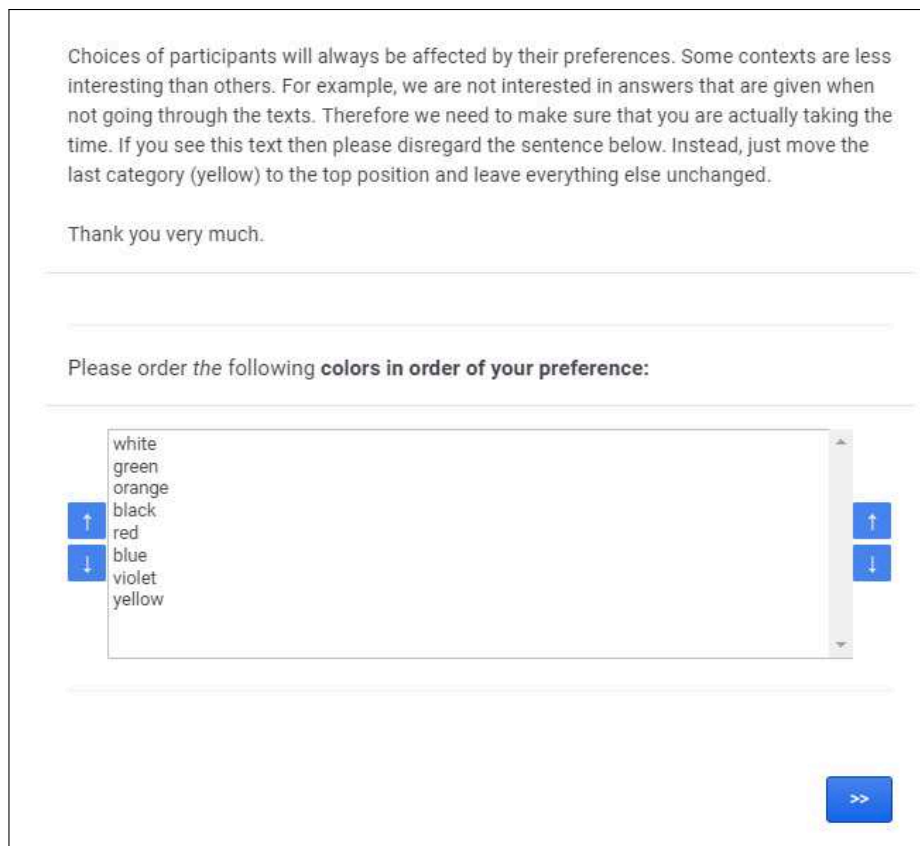 Choices of participants will always be affected by their preferences. Some contexts are less
interesting than others. For example, we are not interested in answers that are given when
not going through the texts. Therefore we need to make sure that you are actually taking the
time. If you see this text then please disregard the sentence below. Instead, just move the
last category (yellow) to the top position and leave everything else unchanged.
Thank you very much.
Please order the following colors in order of your preference:
white
green
orange
black
red
blue
violet
yellow
↑
↓
↑
↓
>>